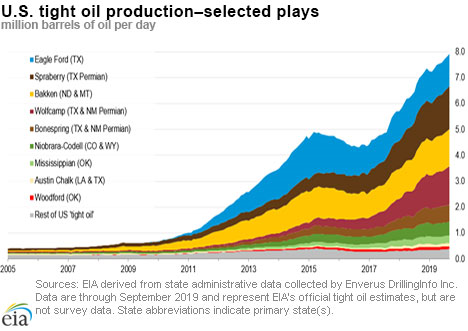 U.S. tight oil production–selected plays
million barrels of oil per day
Eagle Ford (TX)
Spraberry (TX Permian)
Bakken (ND & MT)
Wolfcamp (TX & NM Permian)
Bonespring (TX & NM Permian)
Niobrara-Codell (CO & WY)
Mississippian (OK)
Austin Chalk (LA & TX)
Woodford (OK)
Rest of US 'tight oil'
8.0
7.0
6.0
5.0
4.0
3.0
2.0
1.0
0.0
2005 2007 2009 2011 2013 2015 2017 2019
Sources: EIA derived from state administrative data collected by Enverus DrillingInfo Inc.
Data are through September 2019 and represent EIA's official tight oil estimates, but are
not survey data. State abbreviations indicate primary state(s).
eia